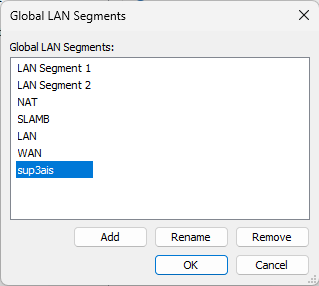 Global LAN Segments
Global LAN Segments:
LAN Segment 1
LAN Segment 2
NAT
SLAMB
LAN
WAN
sup3ais
Add
Rename
Remove
OK
Cancel